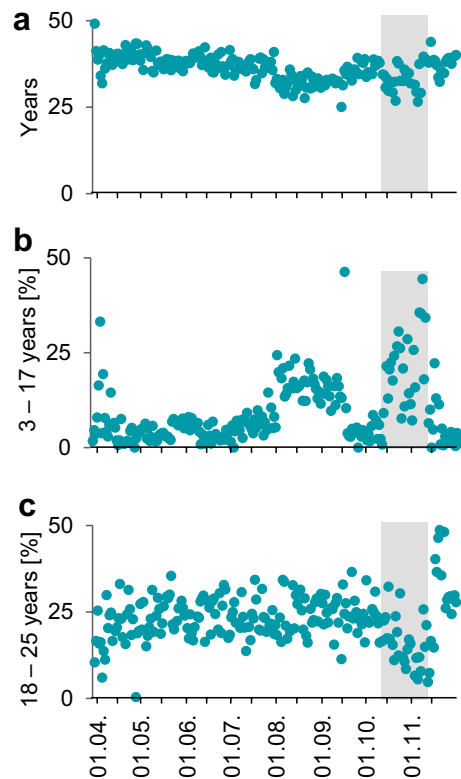 a
50
25
0
Years
b
50
25
0
3 – 17 years [%]
c
50
25
0
18 – 25 years [%]
01.04.
01.05.
01.06.
01.07.
01.08.
01.09.
01.10.
01.11.